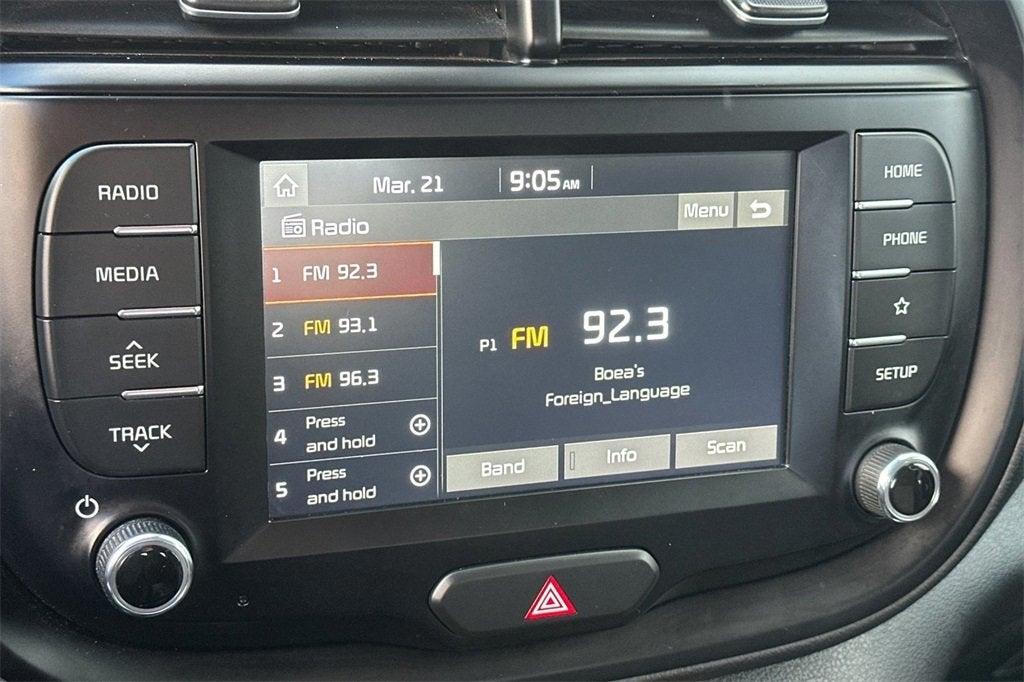 RADIO
MEDIA
SEEK
TRACK
Mar. 21 9:05 AM
Radio
Menu
1 FM 92.3
2 FM 93.1
3 FM 96.3
4 Press
and hold
5 Press
and hold
P1 FM 92.3
Boea's
Foreign_Language
Band Info Scan
HOME
PHONE
SETUP